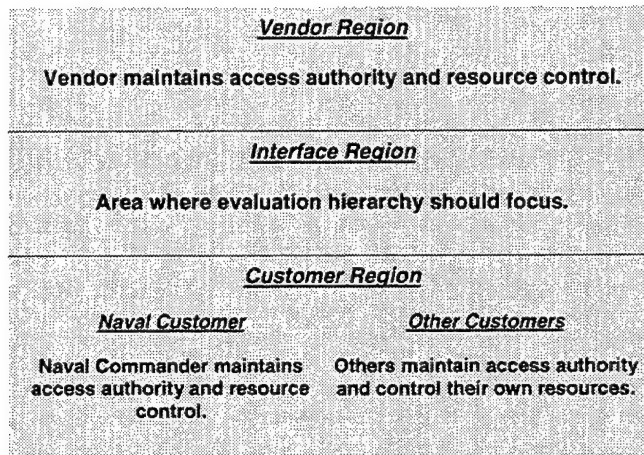 Vendor Region
Vendor maintains access authority and resource control.
Interface Region
Area where evaluation hierarchy should focus.
Customer Region
Naval Customer
Naval Commander maintains
access authority and resource
control.
Other Customers
Others maintain access authority
and control their own resources.